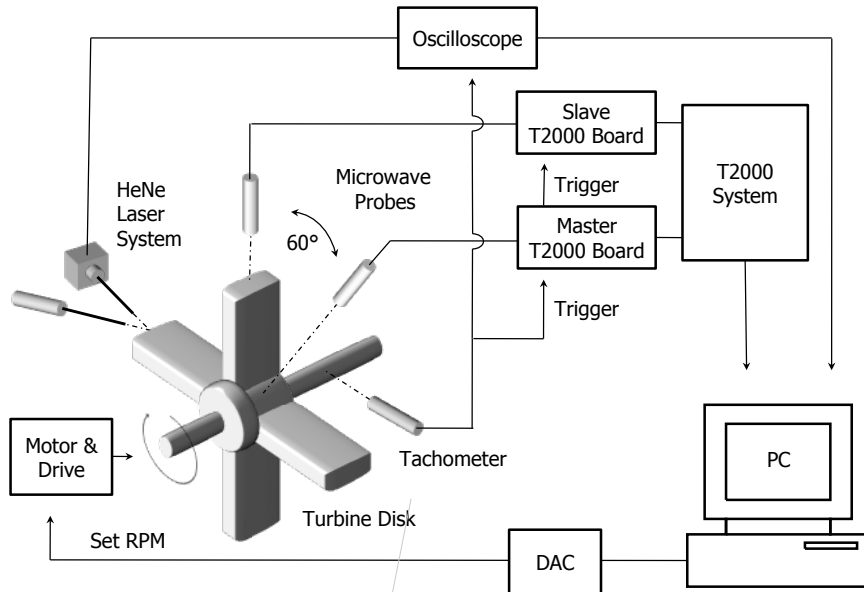 Oscilloscope
Slave
T2000 Board
T2000
System
HeNe
Laser
System
Microwave
Probes
60°
Trigger
Master
T2000 Board
Trigger
Motor &
Drive
Tachometer
PC
Turbine Disk
Set RPM
DAC